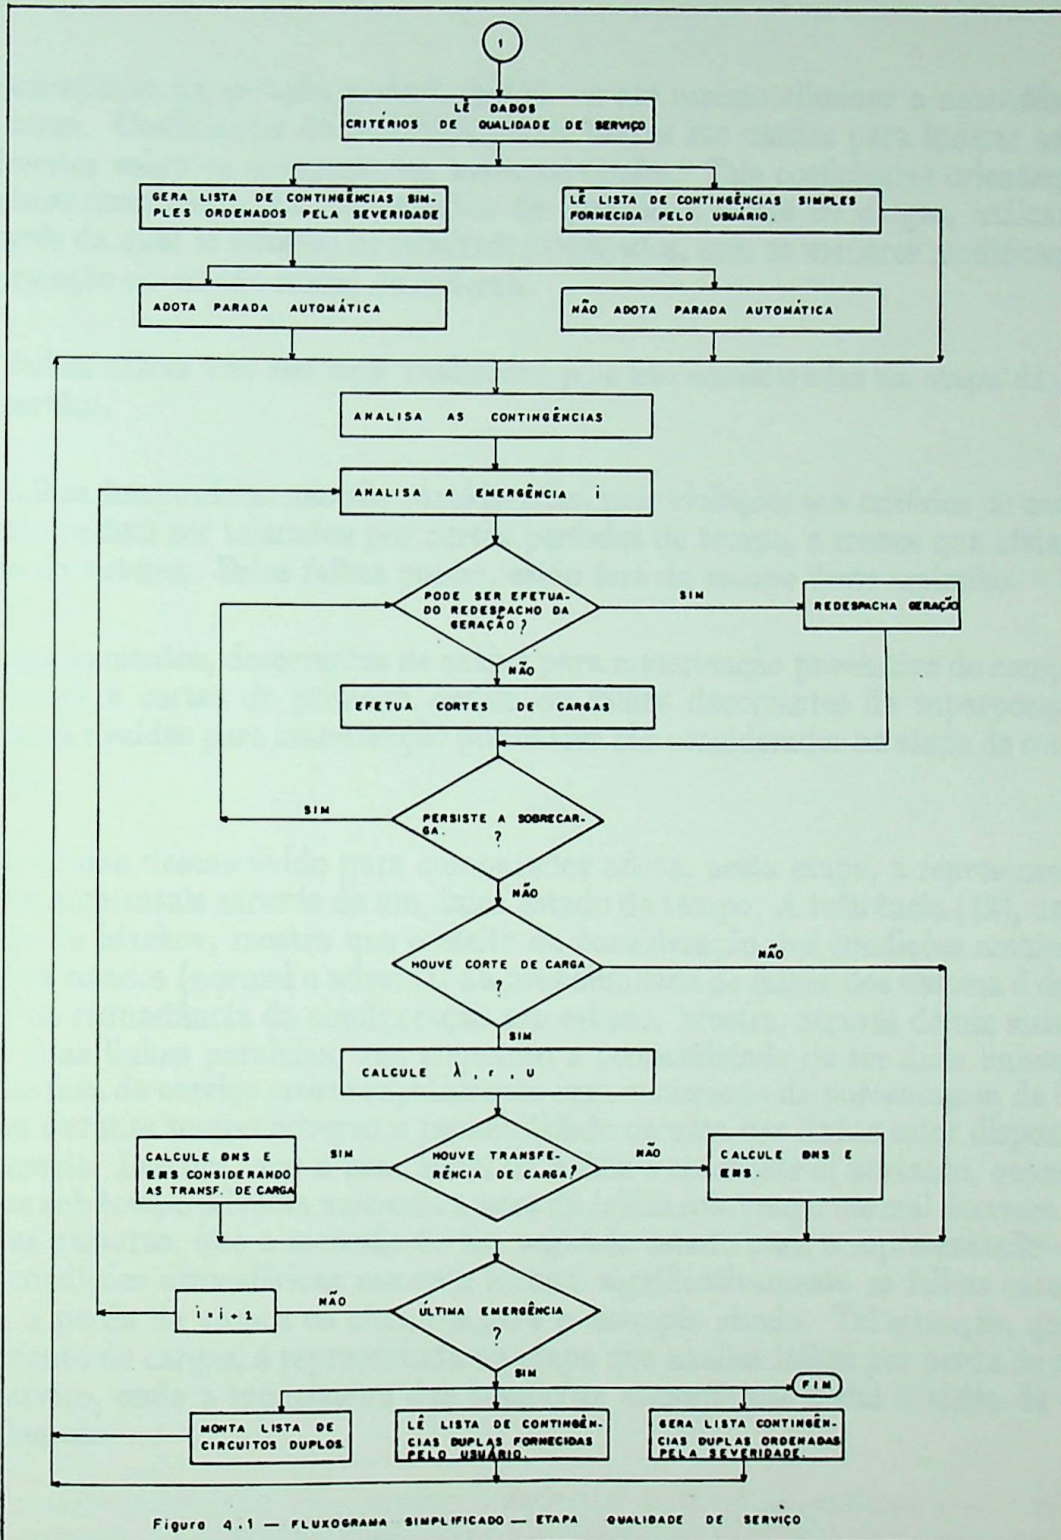 1
LÊ DADOS
CRITÉRIOS DE QUALIDADE DE SERVIÇO
GERA LISTA DE CONTINGÊNCIAS SIM-
PLES ORDENADOS PELA SEVERIDADE
LÊ LISTA DE CONTINGÊNCIAS SIMPLES
FORNECIDA PELO USUÁRIO.
ADOTA PARADA AUTOMÁTICA
NÃO ADOTA PARADA AUTOMÁTICA
ANALISA AS CONTINGÊNCIAS
ANALISA A EMERGÊNCIA i
PODE SER EFETUA-
DO REDESPACHO DA
GERAÇÃO?
SIM
REDESPACHA GERAÇÃO
NÃO
EFETUA CORTES DE CARGAS
SIM
PERSISTE A SOBRECAR-
GA.
?
NÃO
HOUVE CORTE DE CARGA
?
NÃO
SIM
CALCULE λ, r, U
CALCULE DNS E
ENS CONSIDERANDO
AS TRANSF. DE CARGA
SIM
HOUVE TRANSFE-
RÊNCIA DE CARGA?
NÃO
CALCULE DNS E
ENS.
i = i + 1
NÃO
ÚLTIMA EMERGÊNCIA
?
SIM
FIM
MONTA LISTA DE
CIRCUITOS DUPLOS
LÊ LISTA DE CONTINGÊN-
CIAS DUPLAS FORNECIDAS
PELO USUÁRIO.
GERA LISTA CONTINGÊN-
CIAS DUPLAS ORDENADAS
PELA SEVERIDADE.
Figura 4.1 — FLUXOGRAMA SIMPLIFICADO — ETAPA QUALIDADE DE SERVIÇO